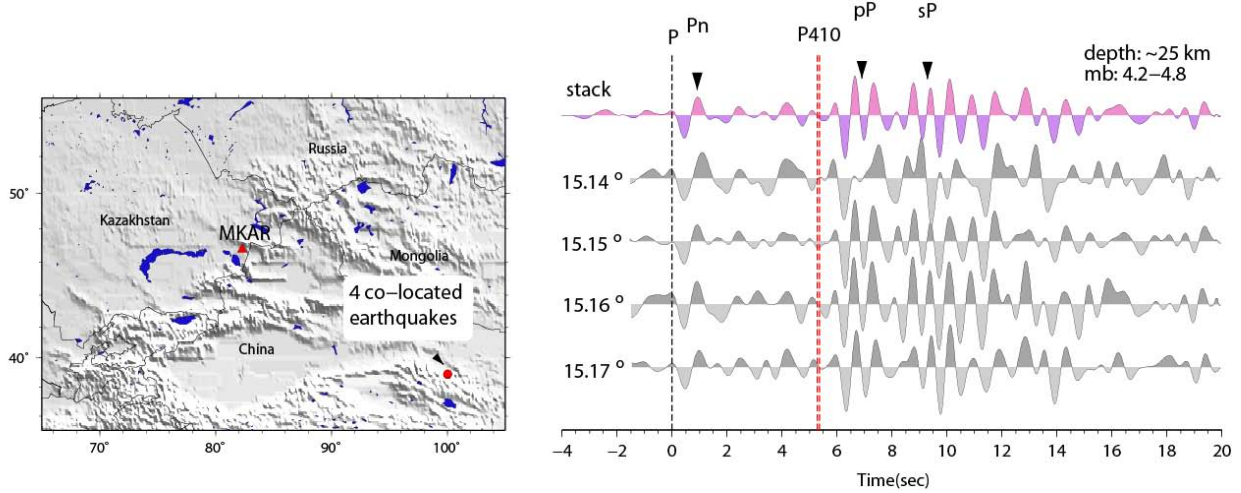 Russia
50°
Kazakhstan
MKAR
Mongolia
4 co–located
earthquakes
China
40°
70° 80° 90° 100°
pP sP
Pn
P P410
depth: ~25 km
mb: 4.2–4.8
stack
15.14 °
15.15 °
15.16 °
15.17 °
−4 −2 0 2 4 6 8 10 12 14 16 18 20
Time(sec)